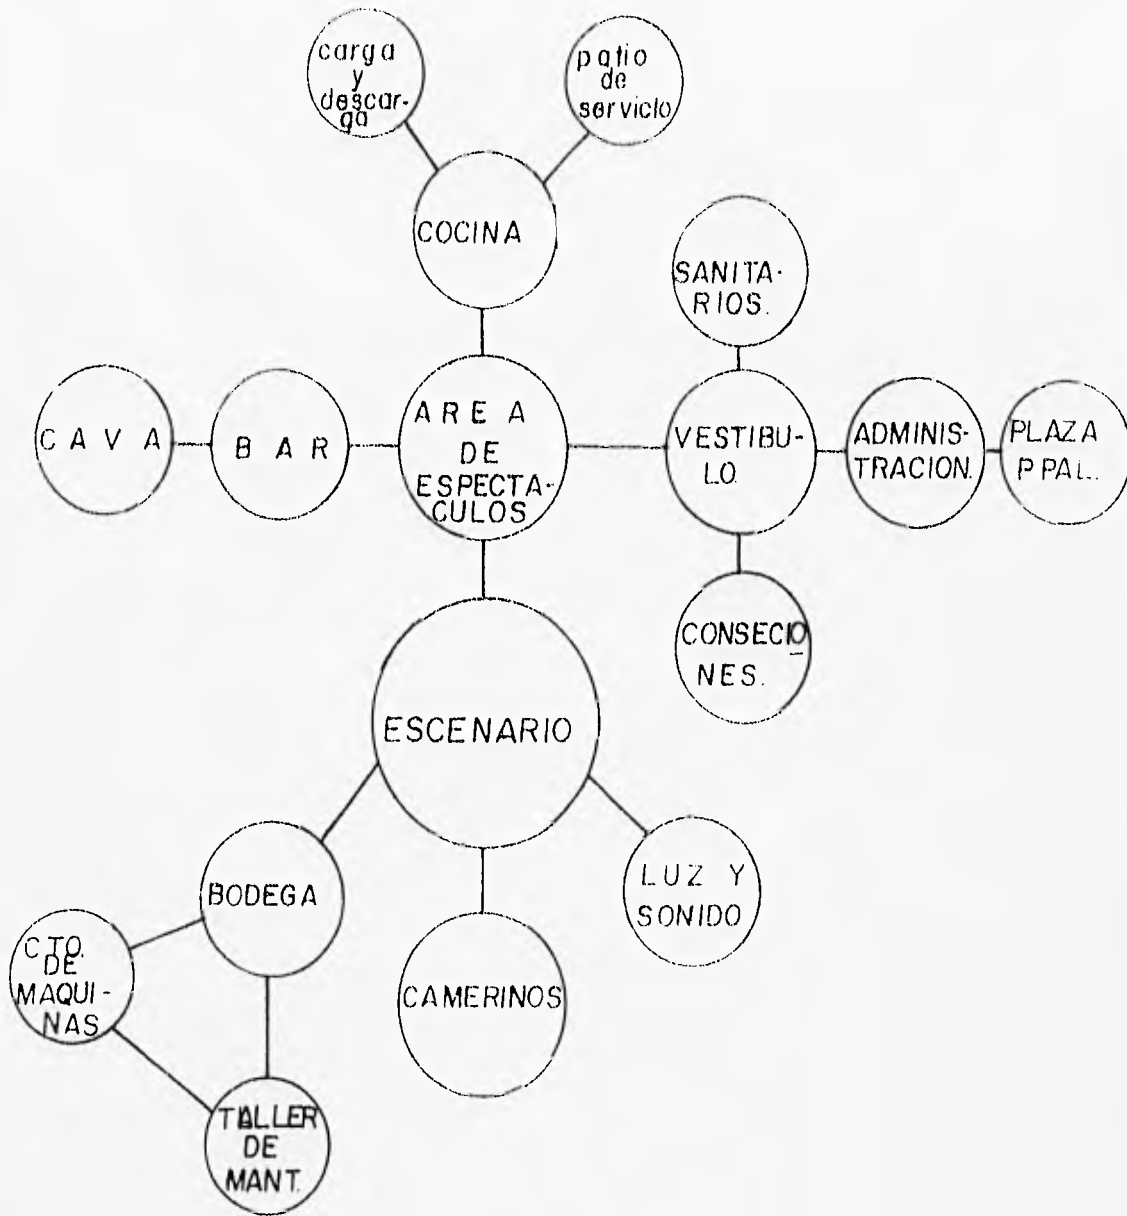 carga
y
descar-
ga
patio
de
servicio
COCINA
SANITA-
RIOS.
CAVA
BAR
AREA
DE
ESPECTA-
CULOS
VESTIBU-
LO.
ADMINIS-
TRACION.
PLAZA
PPAL.
CONSECIO
NES.
ESCENARIO
BODEGA
LUZ Y
SONIDO
CTO.
DE
MAQUI-
NAS
CAMERINOS
TALLER
DE
MANT.